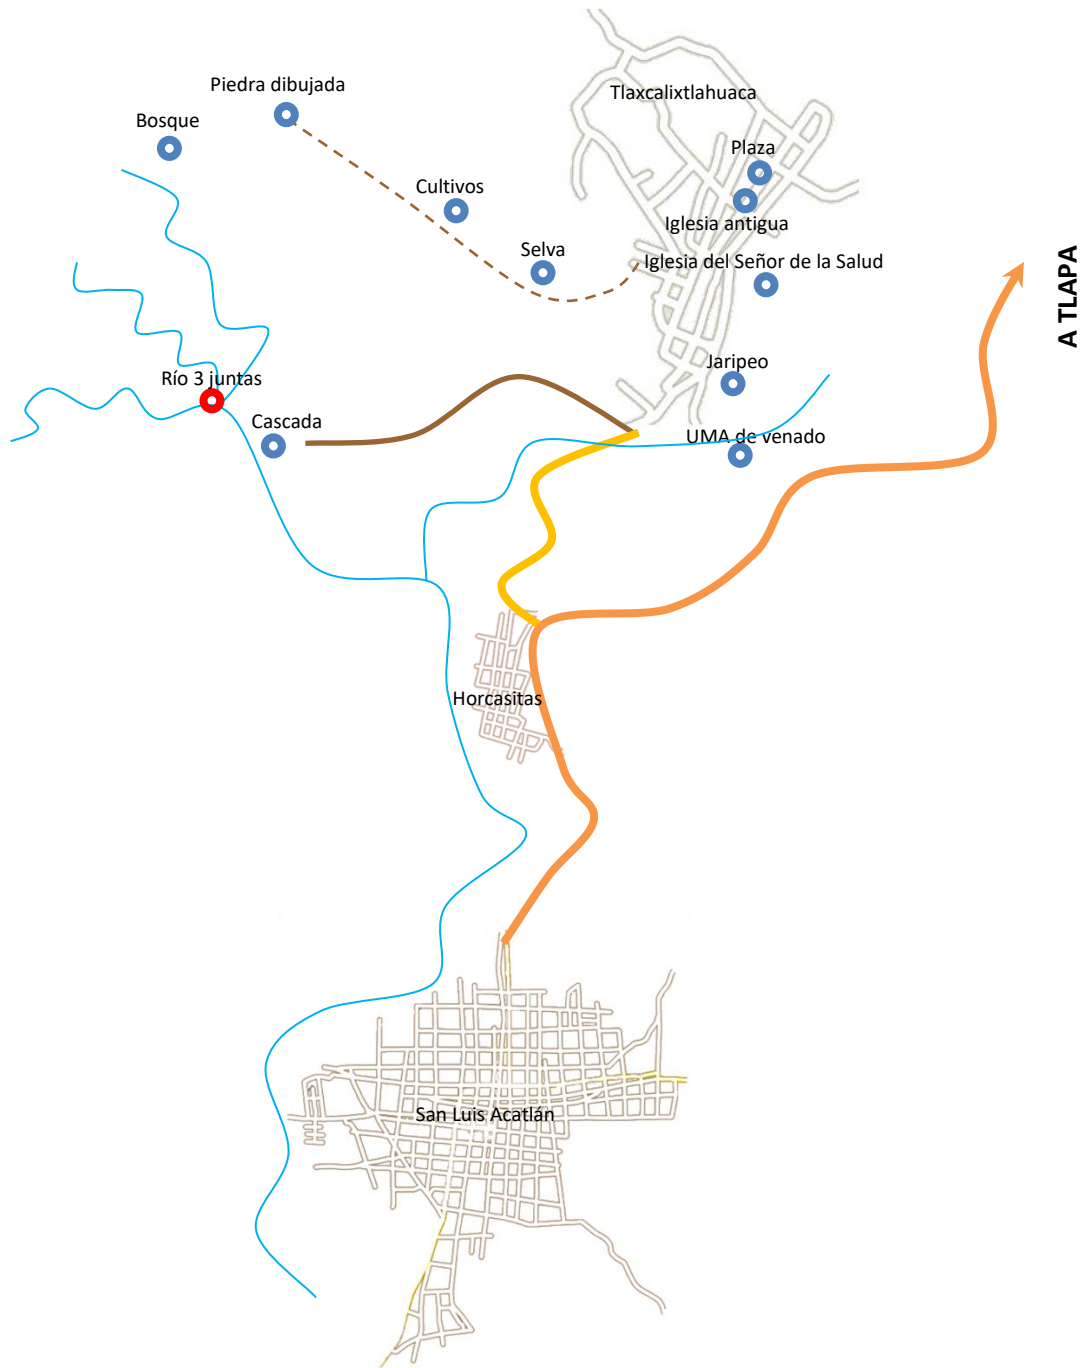 Piedra dibujada
Tlaxcalixtlahuaca
Bosque
Plaza
Cultivos
Iglesia antigua
Selva
Iglesia del Señor de la Salud
A TLAPA
Jaripeo
Río 3 juntas
Cascada
UMA de venado
Horcasitas
San Luis Acatlán